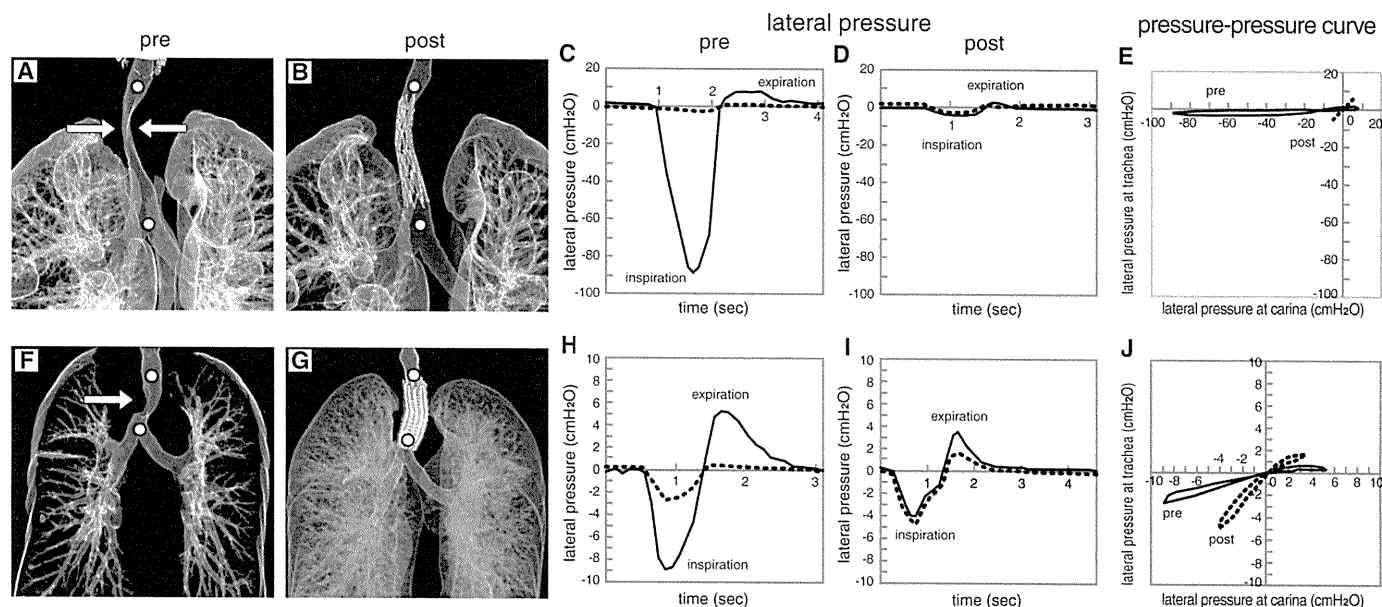 lateral pressure
pressure-pressure curve
pre
post
pre
post
A
B
C
20
0
-20
-40
-60
-80
-100
1
2
3
4
expiration
inspiration
lateral pressure (cmH2O)
time (sec)
D
20
0
-20
-40
-60
-80
-100
1
2
3
expiration
inspiration
lateral pressure (cmH2O)
time (sec)
E
20
0
-20
-40
-60
-80
-100
-100
-80
-60
-40
-20
0
20
pre
post
lateral pressure at trachea (cmH2O)
lateral pressure at carina (cmH2O)
F
G
H
10
8
6
4
2
0
-2
-4
-6
-8
-10
1
2
3
expiration
inspiration
lateral pressure (cmH2O)
time (sec)
I
10
8
6
4
2
0
-2
-4
-6
-8
-10
1
2
3
4
expiration
inspiration
lateral pressure (cmH2O)
time (sec)
J
10
8
6
4
2
-2
-4
-6
-8
-10
-10
-8
-6
-4
-2
0
2
4
6
8
10
pre
post
lateral pressure at trachea (cmH2O)
lateral pressure at carina (cmH2O)